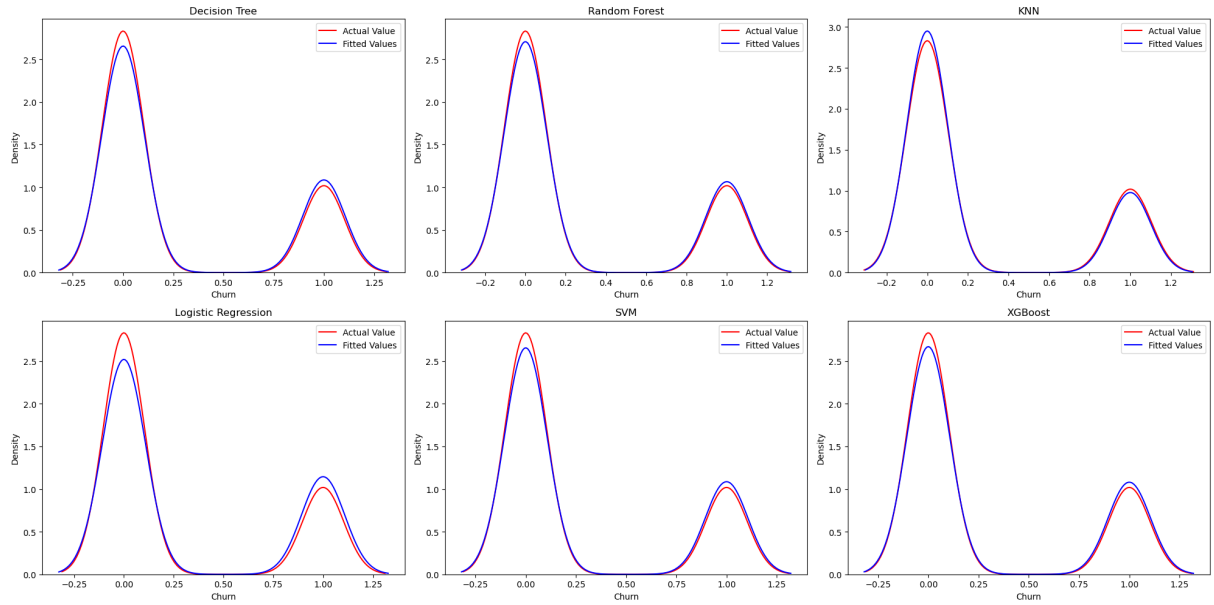 Decision Tree
Density
2.5
2.0
1.5
1.0
0.5
0.0
−0.25
0.00
0.25
0.50
0.75
1.00
1.25
Churn
Actual Value
Fitted Values
Random Forest
Density
2.5
2.0
1.5
1.0
0.5
0.0
−0.2
0.0
0.2
0.4
0.6
0.8
1.0
1.2
Churn
Actual Value
Fitted Values
KNN
Density
3.0
2.5
2.0
1.5
1.0
0.5
0.0
−0.2
0.0
0.2
0.4
0.6
0.8
1.0
1.2
Churn
Actual Value
Fitted Values
Logistic Regression
Density
2.5
2.0
1.5
1.0
0.5
0.0
−0.25
0.00
0.25
0.50
0.75
1.00
1.25
Churn
Actual Value
Fitted Values
SVM
Density
2.5
2.0
1.5
1.0
0.5
0.0
−0.25
0.00
0.25
0.50
0.75
1.00
1.25
Churn
Actual Value
Fitted Values
XGBoost
Density
2.5
2.0
1.5
1.0
0.5
0.0
−0.25
0.00
0.25
0.50
0.75
1.00
1.25
Churn
Actual Value
Fitted Values